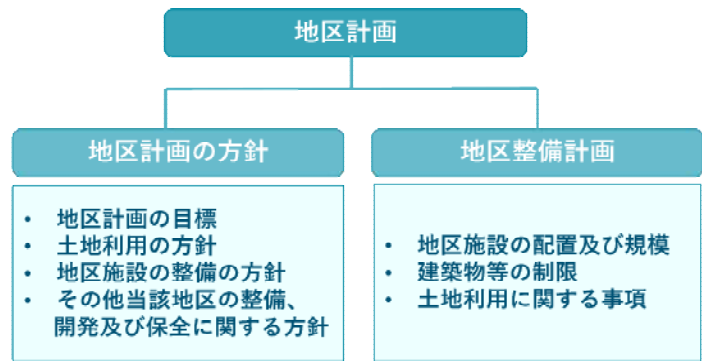 地区計画
地区計画の方針
• 地区計画の目標
• 土地利用の方針
• 地区施設の整備の方針
• その他当該地区の整備、
開発及び保全に関する方針
地区整備計画
• 地区施設の配置及び規模
• 建築物等の制限
• 土地利用に関する事項